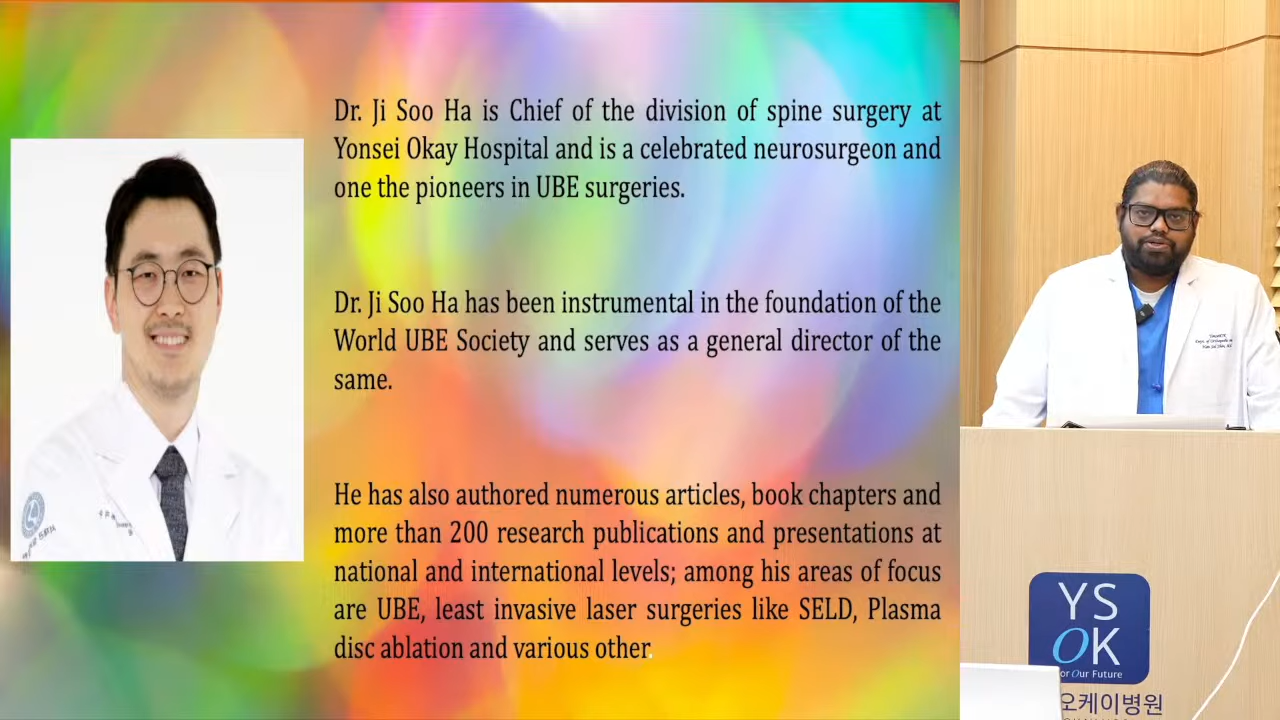 Dr. Ji Soo Ha is Chief of the division of spine surgery at
Yonsei Okay Hospital and is a celebrated neurosurgeon and
one the pioneers in UBE surgeries.
Dr. Ji Soo Ha has been instrumental in the foundation of the
World UBE Society and serves as a general director of the
same.
He has also authored numerous articles, book chapters and
more than 200 research publications and presentations at
national and international levels; among his areas of focus
are UBE, least invasive laser surgeries like SELD, Plasma
disc ablation and various other.
YS
OK
or Our Future
오케이병원